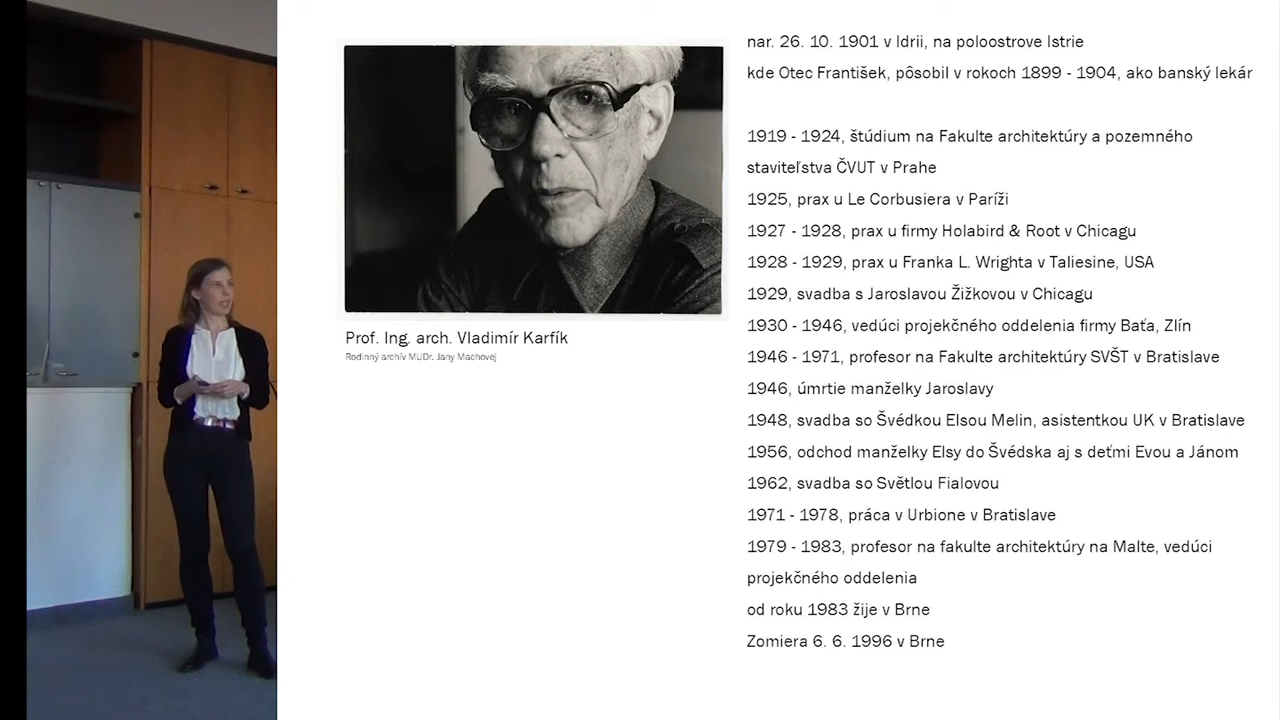 Prof. Ing. arch. Vladimír Karfík
Rodinný archív MUDr. Jany Machovej
nar. 26. 10. 1901 v Idrii, na poloostrove Istrie
kde Otec František, pôsobil v rokoch 1899 - 1904, ako banský lekár
1919 - 1924, štúdium na Fakulte architektúry a pozemného
staviteľstva ČVUT v Prahe
1925, prax u Le Corbusiera v Paríži
1927 - 1928, prax u firmy Holabird & Root v Chicagu
1928 - 1929, prax u Franka L. Wrighta v Taliesine, USA
1929, svadba s Jaroslavou Žižkovou v Chicagu
1930 - 1946, vedúci projekčného oddelenia firmy Baťa, Zlín
1946 - 1971, profesor na Fakulte architektúry SVŠT v Bratislave
1946, úmrtie manželky Jaroslavy
1948, svadba so Švédkou Elsou Melin, asistentkou UK v Bratislave
1956, odchod manželky Elsy do Švédska aj s deťmi Evou a Jánom
1962, svadba so Světlou Fialovou
1971 - 1978, práca v Urbione v Bratislave
1979 - 1983, profesor na fakulte architektúry na Malte, vedúci
projekčného oddelenia
od roku 1983 žije v Brne
Zomiera 6. 6. 1996 v Brne